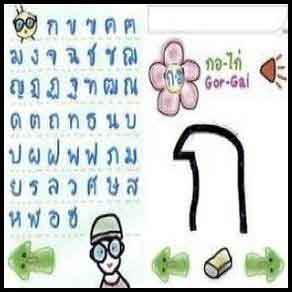 ก ข ฃ ค ฅ
ฆ ง จ ฉ ช ซ ฌ
ญ ฎ ฏ ฐ ฑ ฒ ณ
ด ต ถ ท ธ น บ
ป ผ ฝ พ ฟ ภ ม
ย ร ล ว ศ ษ ส
ห ฬ อ ฮ
กอ
กอ-ไก่
Gor-Gai
ก